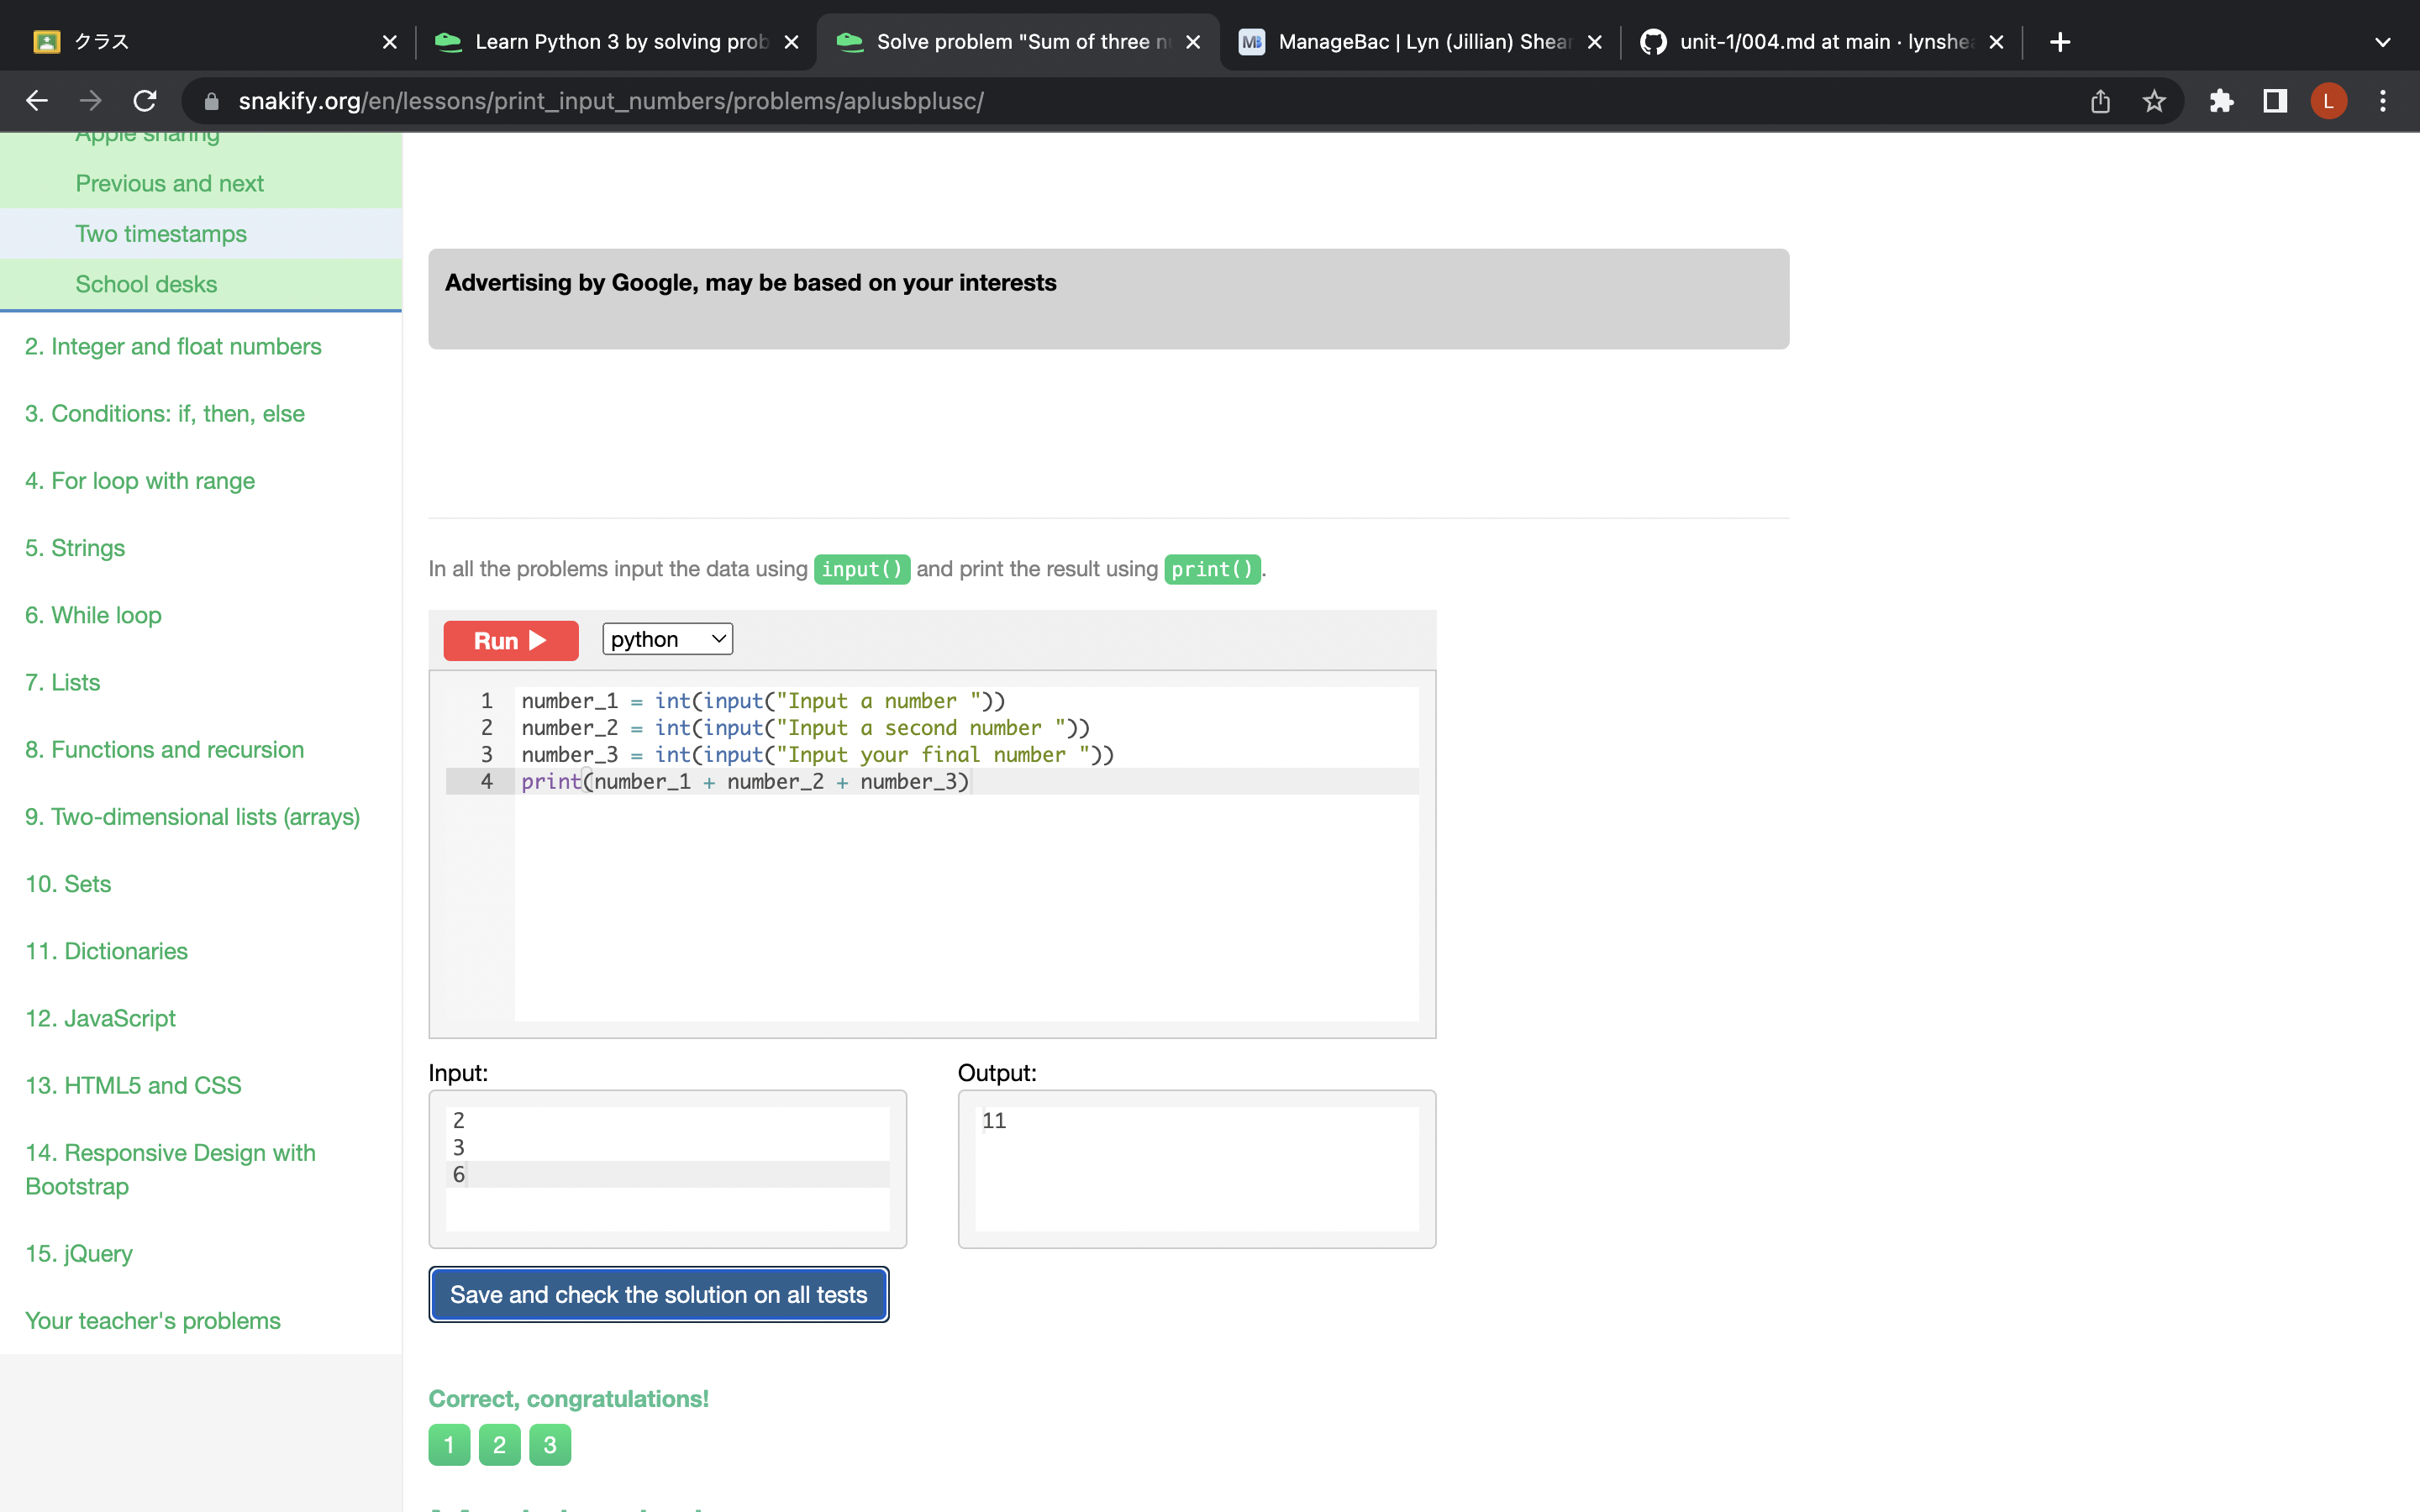 クラス
Learn Python 3 by solving prob
Solve problem "Sum of three nu
MB ManageBac | Lyn (Jillian) Shear
unit-1/004.md at main · lynshea
snakify.org/en/lessons/print_input_numbers/problems/aplusbplusc/
L
Apple sharing
Previous and next
Two timestamps
School desks
2. Integer and float numbers
3. Conditions: if, then, else
4. For loop with range
5. Strings
6. While loop
7. Lists
8. Functions and recursion
9. Two-dimensional lists (arrays)
10. Sets
11. Dictionaries
12. JavaScript
13. HTML5 and CSS
14. Responsive Design with
Bootstrap
15. jQuery
Your teacher's problems
Advertising by Google, may be based on your interests
In all the problems input the data using input() and print the result using print().
Run
python
1 number_1 = int(input("Input a number "))
2 number_2 = int(input("Input a second number "))
3 number_3 = int(input("Input your final number "))
4 print(number_1 + number_2 + number_3)
Input:
2
3
6
Output:
11
Save and check the solution on all tests
Correct, congratulations!
1 2 3